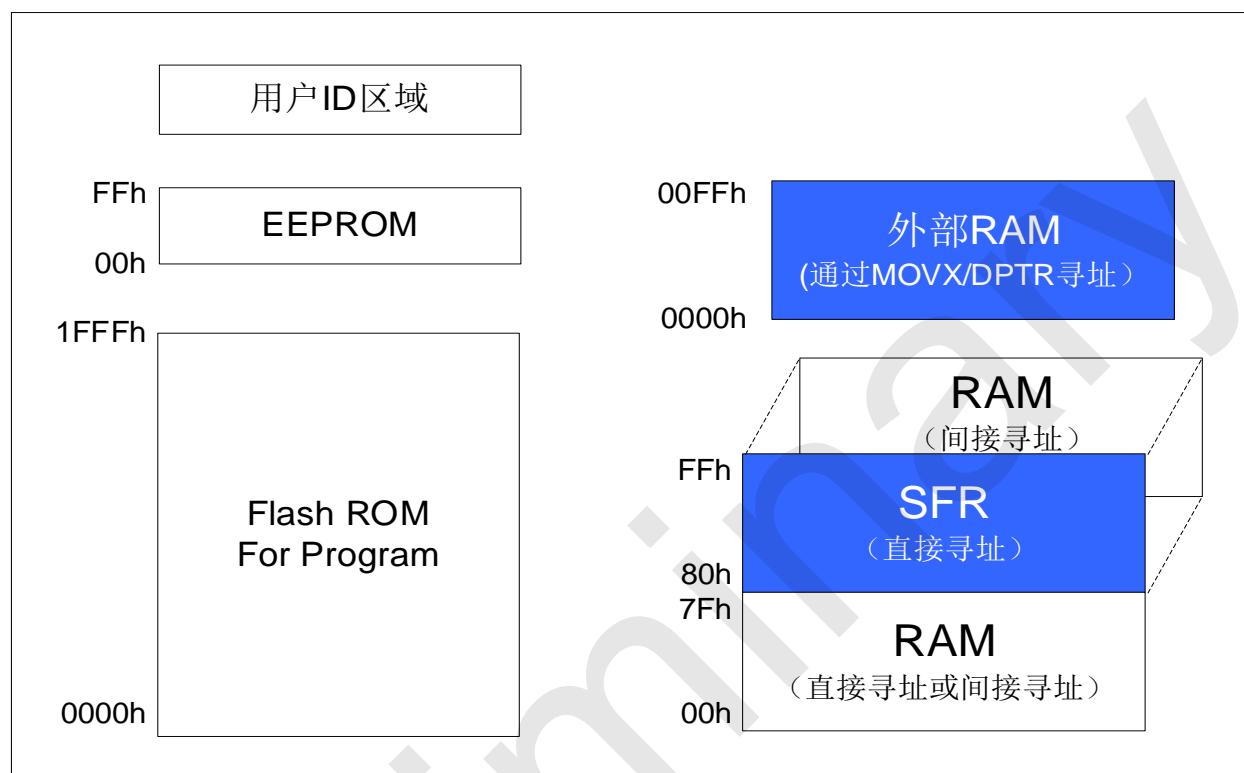 用户ID区域
FFh
EEPROM
00h
1FFFh
Flash ROM
For Program
0000h
00FFh
外部RAM
(通过MOVX/DPTR寻址）
0000h
RAM
（间接寻址）
FFh
SFR
（直接寻址）
80h
7Fh
RAM
（直接寻址或间接寻址）
00h
minary